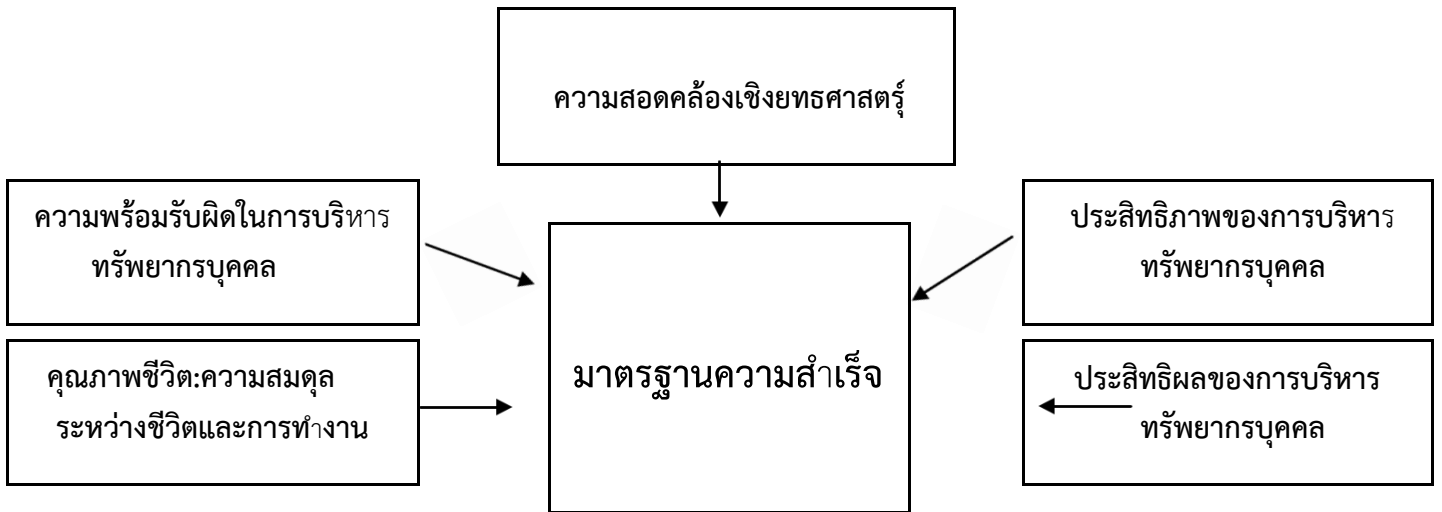 ความสอดคล้องเชิงยทธศาสตรุ์
ความพร้อมรับผิดในการบริหาร
ทรัพยากรบุคคล
ประสิทธิภาพของการบริหาร
ทรัพยากรบุคคล
มาตรฐานความสำเร็จ
คุณภาพชีวิต:ความสมดุล
ระหว่างชีวิตและการทำงาน
ประสิทธิผลของการบริหาร
ทรัพยากรบุคคล